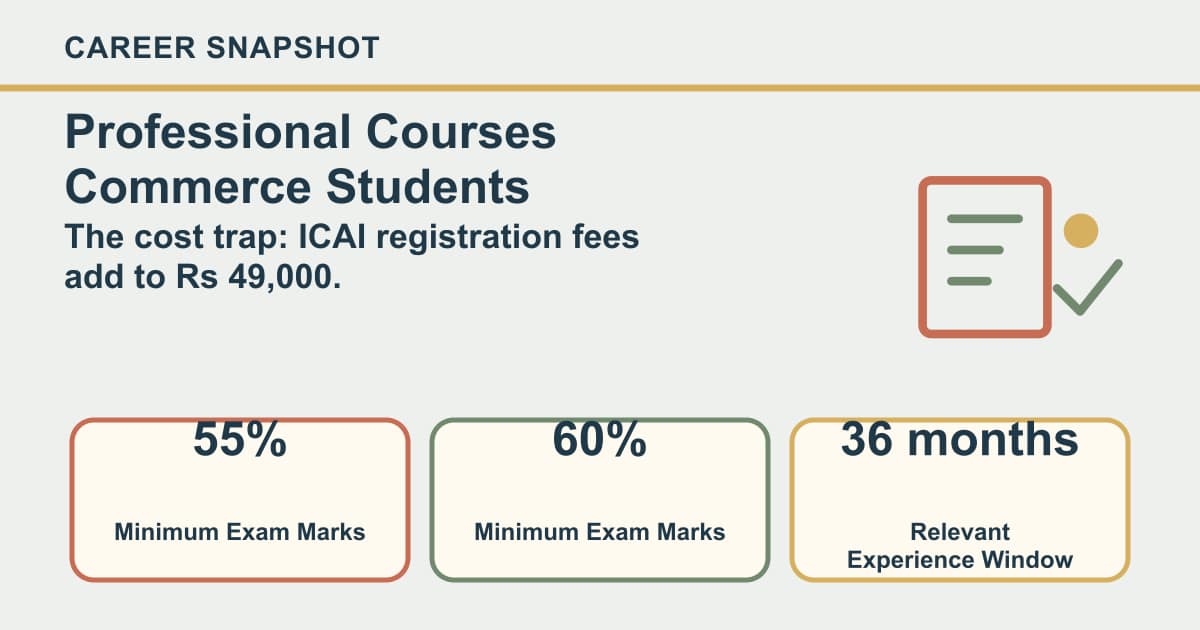 CAREER SNAPSHOT
Professional Courses
Commerce Students
The cost trap: ICAI registration fees
add to Rs 49,000.
55%
Minimum Exam Marks
60%
Minimum Exam Marks
36 months
Relevant
Experience Window